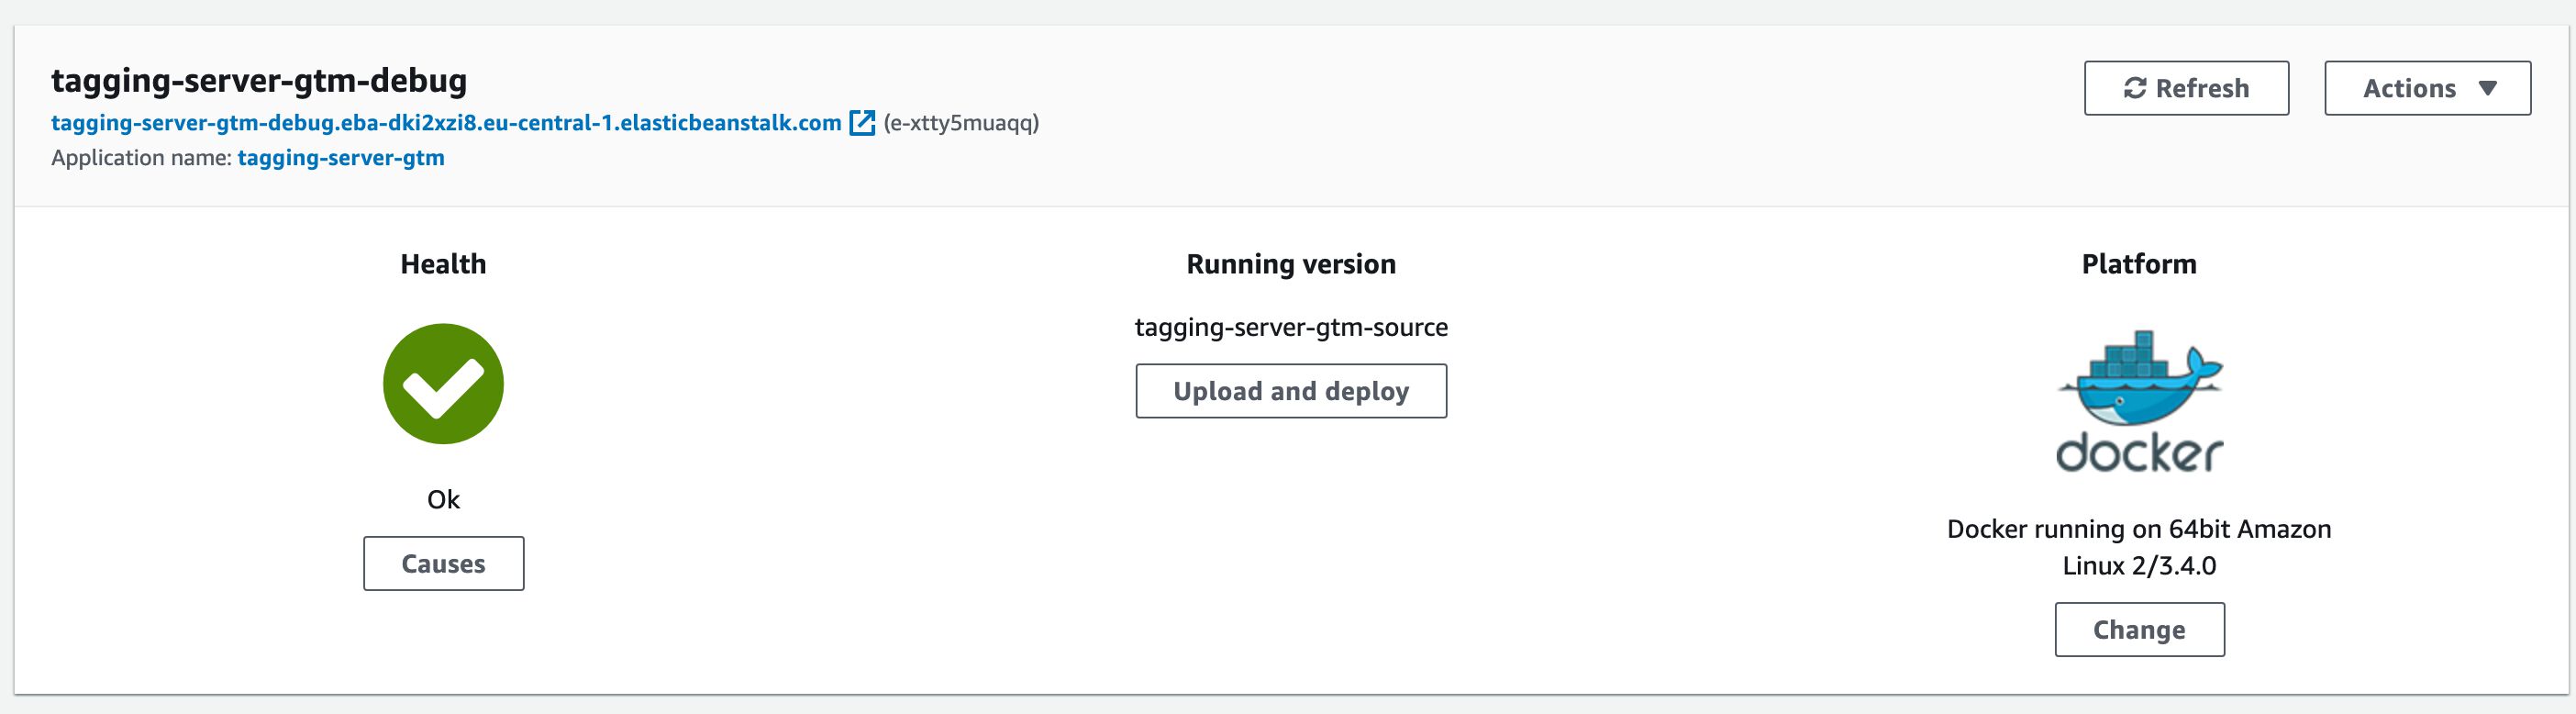 tagging-server-gtm-debug
tagging-server-gtm-debug.eba-dki2xzi8.eu-central-1.elasticbeanstalk.com (e-xtty5muaqq)
Application name: tagging-server-gtm
Refresh
Actions
Health
Ok
Causes
Running version
tagging-server-gtm-source
Upload and deploy
Platform
docker
Docker running on 64bit Amazon
Linux 2/3.4.0
Change